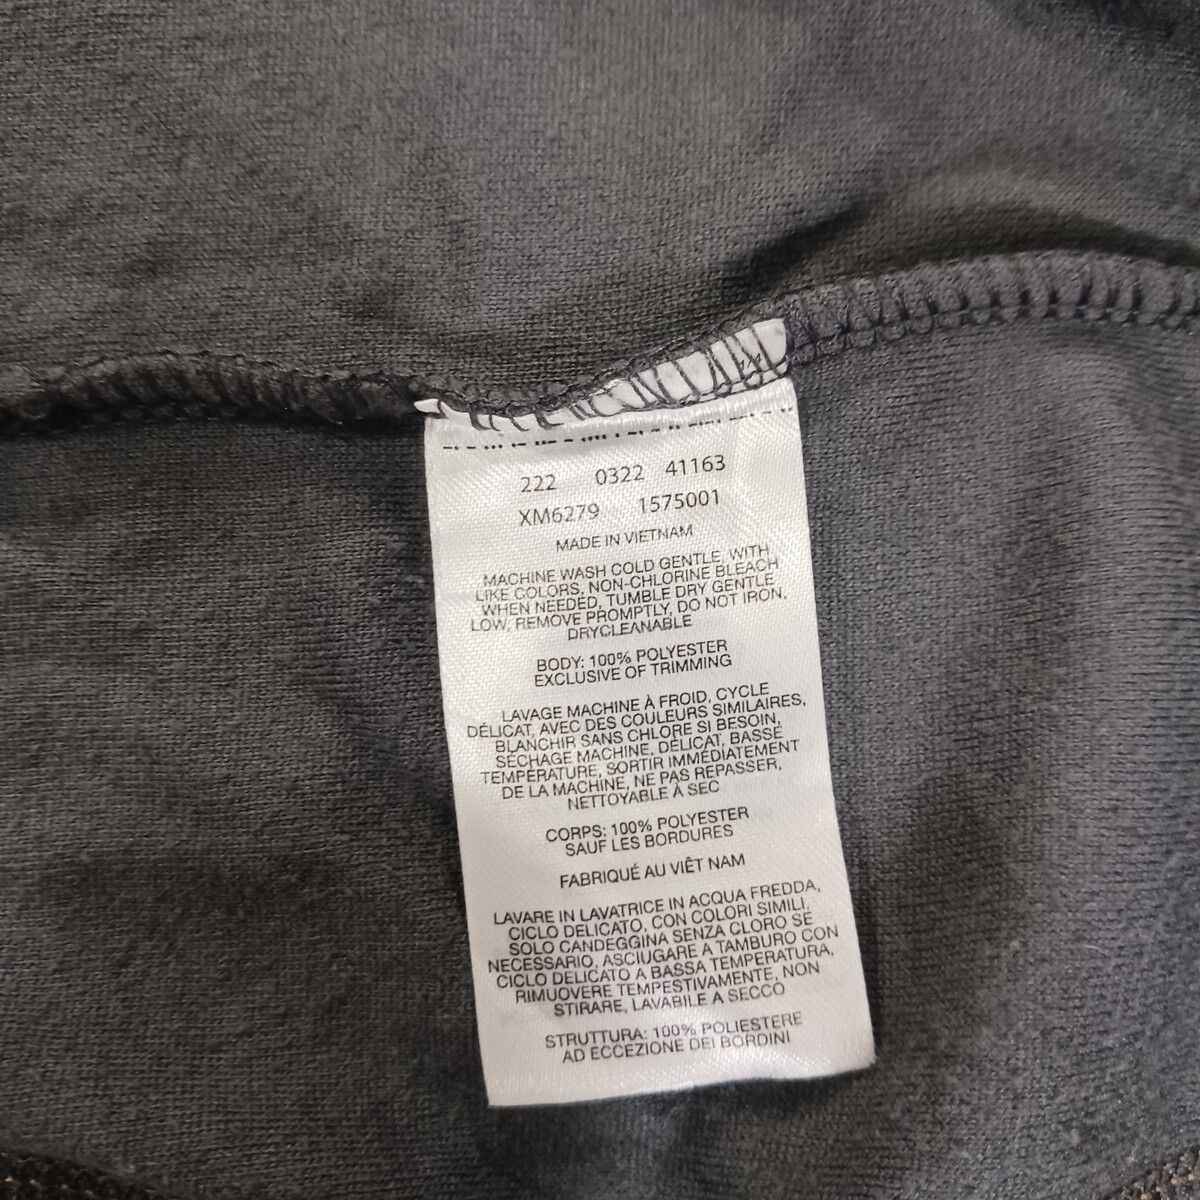 222 0322 41163
XM6279 1575001
MADE IN VIETNAM
MACHINE WASH COLD GENTLE, WITH
LIKE COLORS, NON-CHLORINE BLEACH
WHEN NEEDED, TUMBLE DRY GENTLE
LOW, REMOVE PROMPTLY, DO NOT IRON,
DRYCLEANABLE
BODY: 100% POLYESTER
EXCLUSIVE OF TRIMMING
LAVAGE MACHINE À FROID, CYCLE
DÉLICAT, AVEC DES COULEURS SIMILAIRES,
BLANCHIR SANS CHLORE SI BESOIN,
SÉCHAGE MACHINE, DÉLICAT, BASSE
TEMPÉRATURE, SORTIR IMMÉDIATEMENT
DE LA MACHINE, NE PAS REPASSER,
NETTOYABLE À SEC
CORPS: 100% POLYESTER
SAUF LES BORDURES
FABRIQUÉ AU VIÊT NAM
LAVARE IN LAVATRICE IN ACQUA FREDDA,
CICLO DELICATO, CON COLORI SIMILI,
SOLO CANDEGGINA SENZA CLORO SE
NECESSARIO, ASCIUGARE A TAMBURO CON
CICLO DELICATO A BASSA TEMPERATURA,
RIMUOVERE TEMPESTIVAMENTE, NON
STIRARE, LAVABILE A SECCO
STRUTTURA: 100% POLIESTERE
AD ECCEZIONE DEI BORDINI